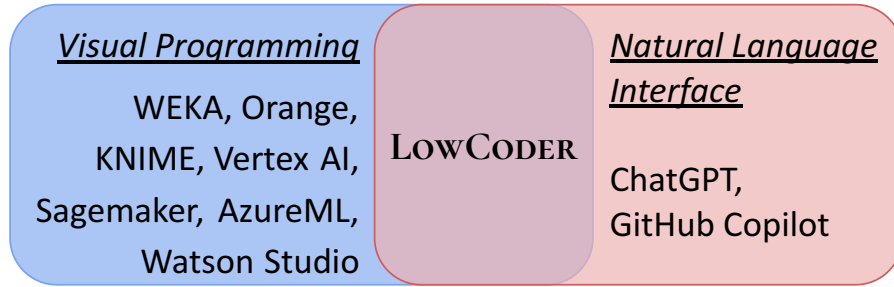 Visual Programming
WEKA, Orange,
KNIME, Vertex AI,
Sagemaker, AzureML,
Watson Studio
LOWCODER
Natural Language
Interface
ChatGPT,
GitHub Copilot